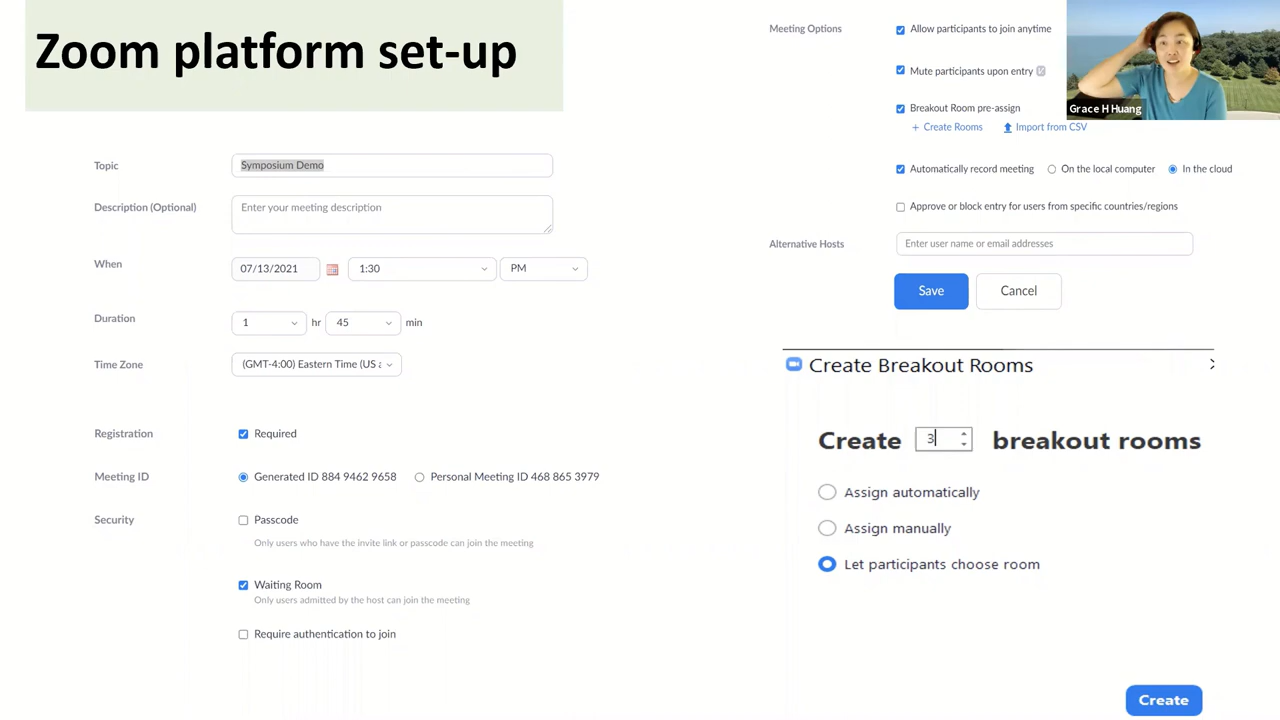 Zoom platform set-up
Topic
Symposium Demo
Description (Optional)
Enter your meeting description
When
07/13/2021
1:30
PM
Duration
1
hr
45
min
Time Zone
(GMT-4:00) Eastern Time (US a
Registration
Required
Meeting ID
Generated ID 884 9462 9658
Personal Meeting ID 468 865 3979
Security
Passcode
Only users who have the invite link or passcode can join the meeting
Waiting Room
Only users admitted by the host can join the meeting
Require authentication to join
Meeting Options
Allow participants to join anytime
Mute participants upon entry
Breakout Room pre-assign
+ Create Rooms
Import from CSV
Automatically record meeting
On the local computer
In the cloud
Approve or block entry for users from specific countries/regions
Alternative Hosts
Enter user name or email addresses
Save
Cancel
Grace H Huang
Create Breakout Rooms
Create 3 breakout rooms
Assign automatically
Assign manually
Let participants choose room
Create